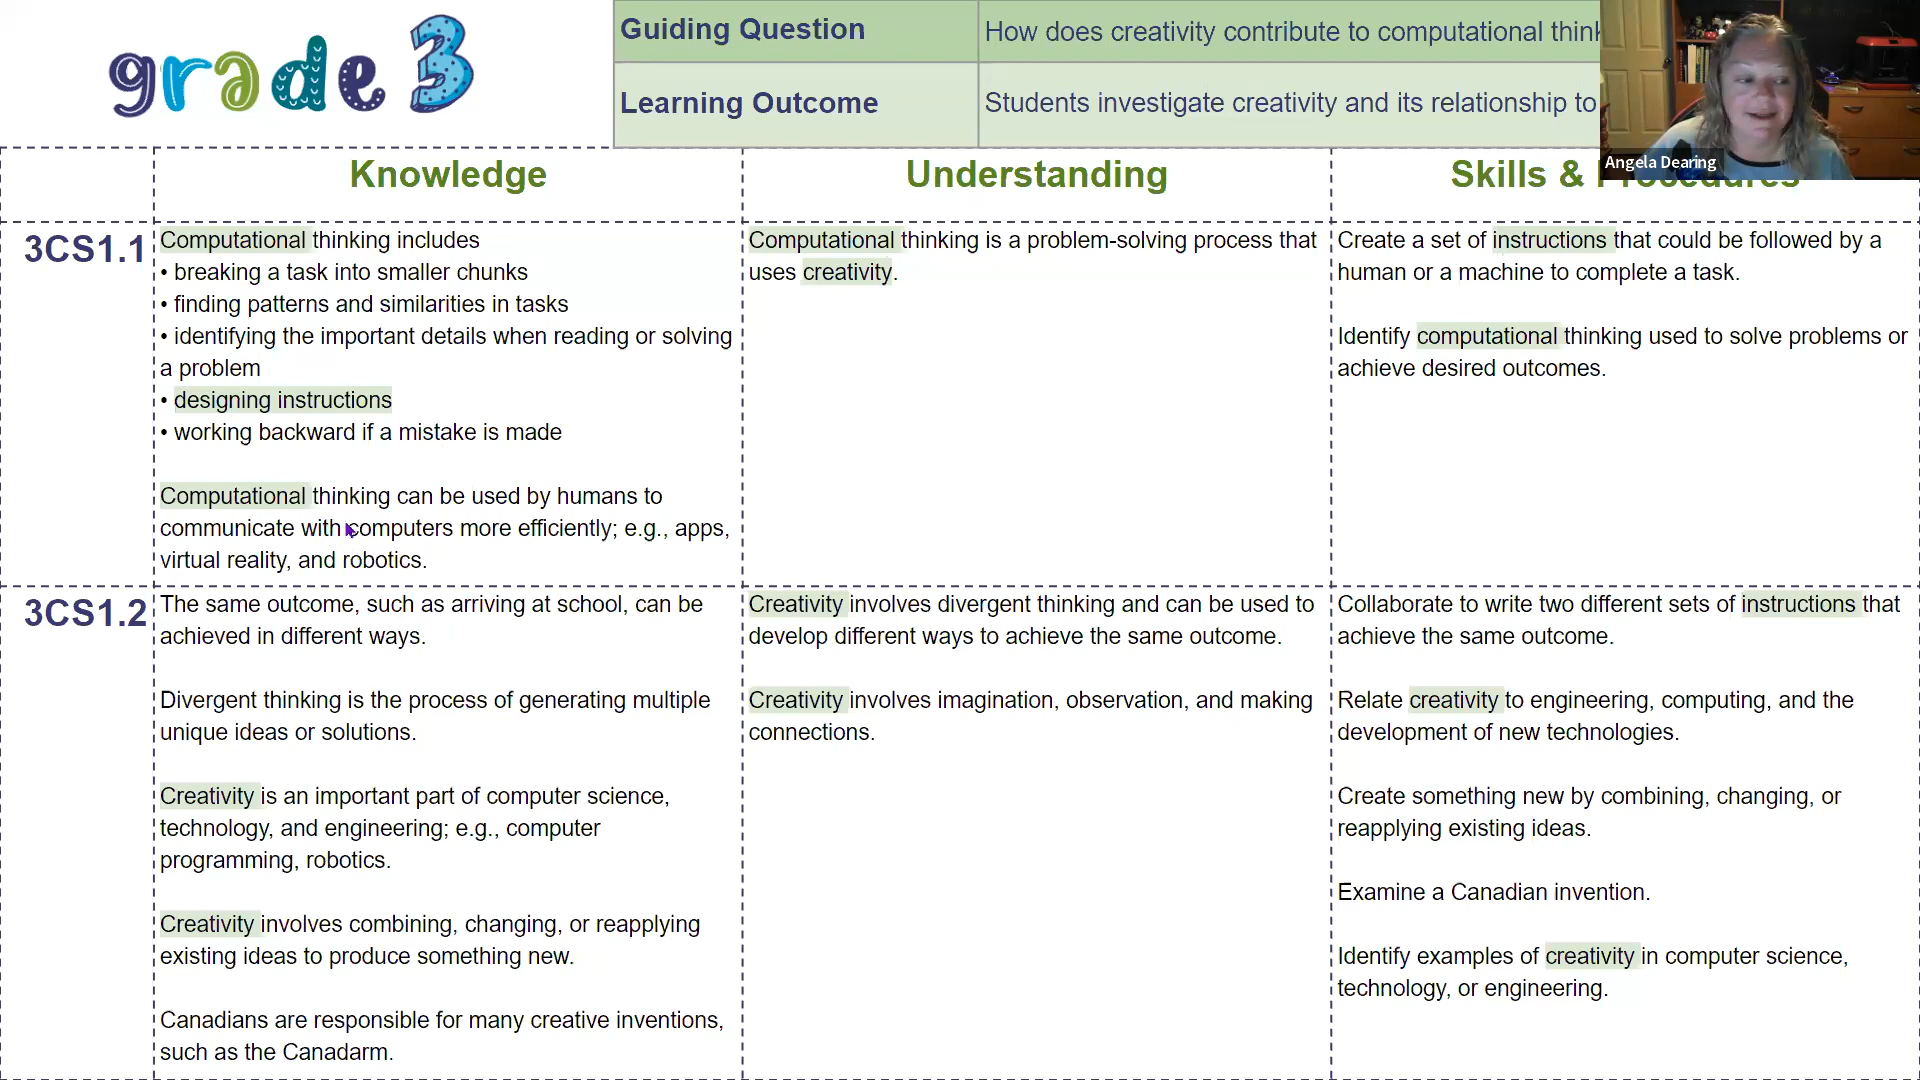 grade 3
Guiding Question
How does creativity contribute to computational
Learning Outcome
Students investigate creativity and its relationship to
Angela Dearing
Knowledge
Understanding
Skills &
3CS1.1
Computational thinking includes
• breaking a task into smaller chunks
• finding patterns and similarities in tasks
• identifying the important details when reading or solving
a problem
• designing instructions
• working backward if a mistake is made
Computational thinking can be used by humans to
communicate with computers more efficiently; e.g., apps,
virtual reality, and robotics.
Computational thinking is a problem-solving process that
uses creativity.
Create a set of instructions that could be followed by a
human or a machine to complete a task.
Identify computational thinking used to solve problems or
achieve desired outcomes.
3CS1.2
The same outcome, such as arriving at school, can be
achieved in different ways.
Divergent thinking is the process of generating multiple
unique ideas or solutions.
Creativity is an important part of computer science,
technology, and engineering; e.g., computer
programming, robotics.
Creativity involves combining, changing, or reapplying
existing ideas to produce something new.
Canadians are responsible for many creative inventions,
such as the Canadarm.
Creativity involves divergent thinking and can be used to
develop different ways to achieve the same outcome.
Creativity involves imagination, observation, and making
connections.
Collaborate to write two different sets of instructions that
achieve the same outcome.
Relate creativity to engineering, computing, and the
development of new technologies.
Create something new by combining, changing, or
reapplying existing ideas.
Examine a Canadian invention.
Identify examples of creativity in computer science,
technology, or engineering.